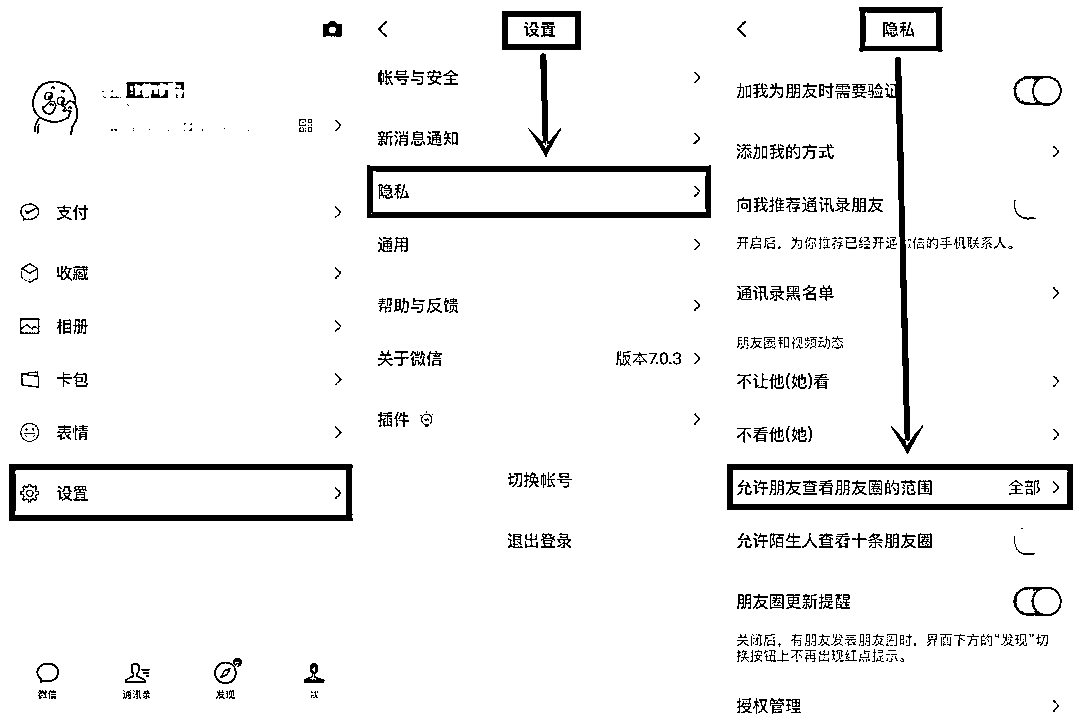 支付
收藏
相册
卡包
表情
设置
微信
通讯录
发现
我
设置
帐号与安全
新消息通知
隐私
通用
帮助与反馈
关于微信 版本7.0.3
插件
切换帐号
退出登录
隐私
加我为朋友时需要验证
添加我的方式
向我推荐通讯录朋友
开启后，为你推荐已经开通微信的手机联系人。
通讯录黑名单
朋友圈和视频动态
不让他(她)看
不看他(她)
允许朋友查看朋友圈的范围 全部
允许陌生人查看十条朋友圈
朋友圈更新提醒
关闭后，有朋友发表朋友圈时，界面下方的“发现”切
换按钮上不再出现红点提示。
授权管理